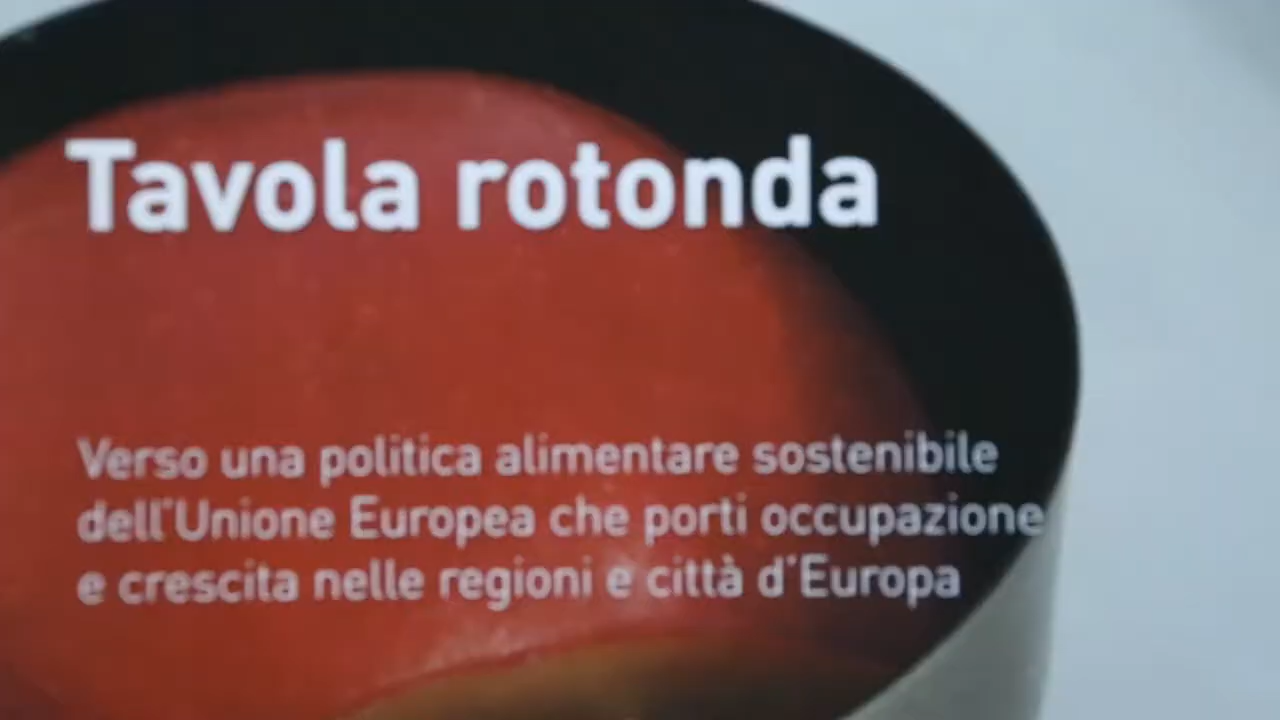 Tavola rotonda
Verso una politica alimentare sostenibile
dell'Unione Europea che porti occupazione
e crescita nelle regioni e città d'Europa